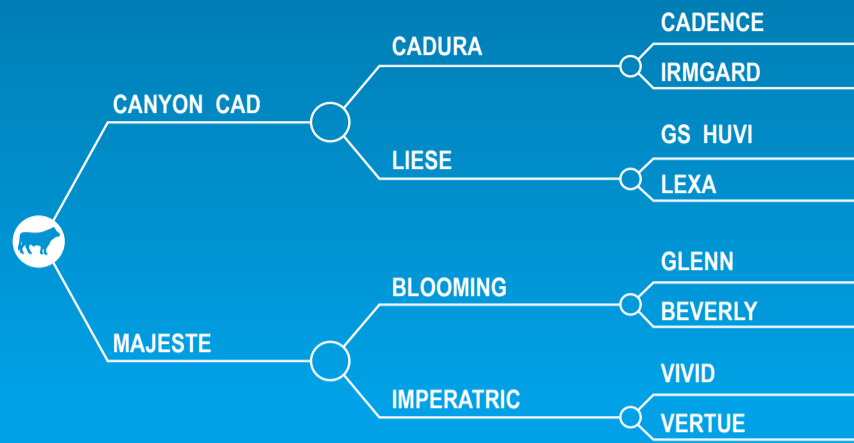 CADENCE
CADURA
IRMGARD
CANYON CAD
GS HUVI
LIESE
LEXA
GLENN
BLOOMING
BEVERLY
MAJESTE
VIVID
IMPERATRIC
VERTUE